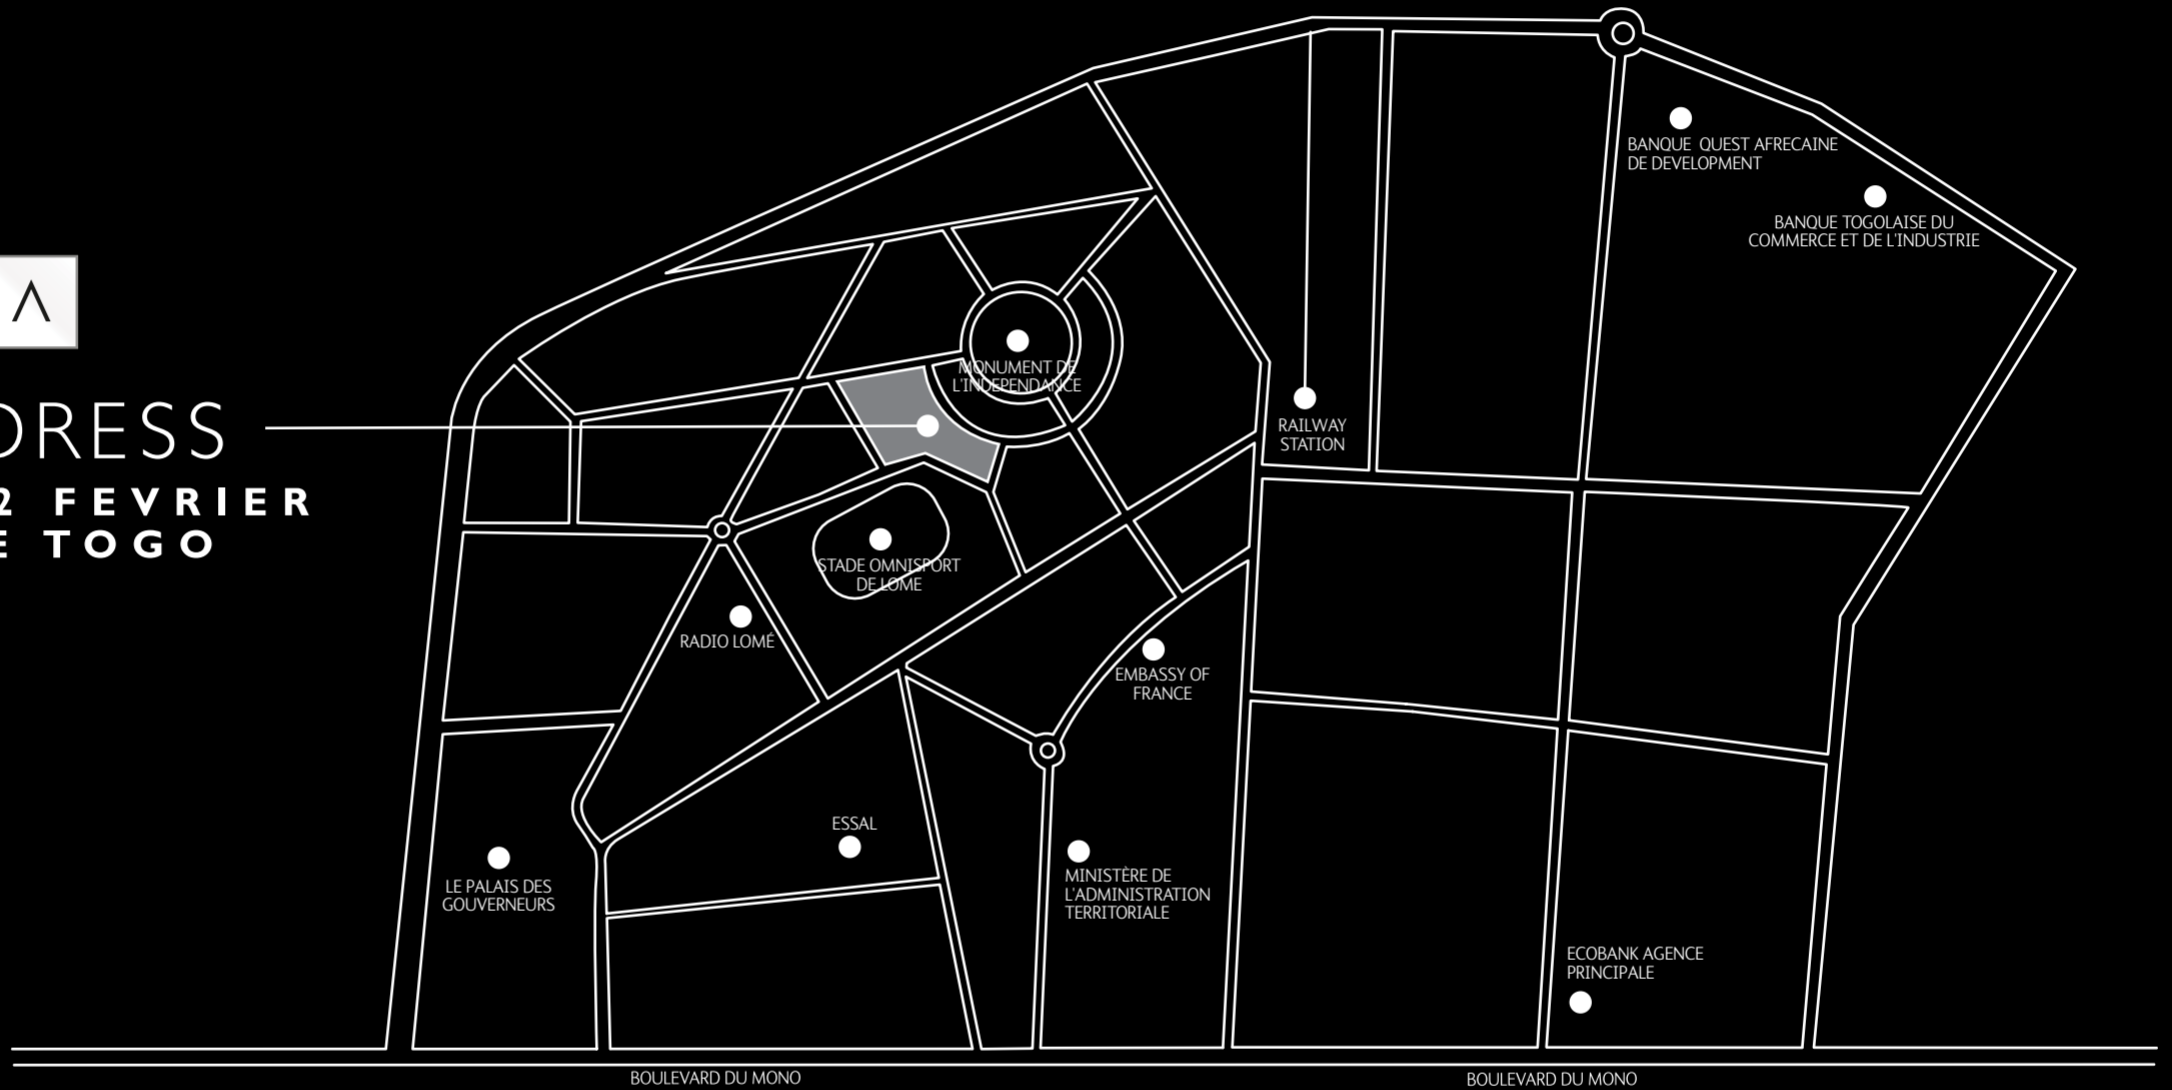 BANQUE QUEST AFRECAINE
DE DEVELOPMENT
BANQUE TOGOLAISE DU
COMMERCE ET DE L'INDUSTRIE
Λ
MONUMENT DE
L'INDEPENDANCE
DRESS
2 FEVRIER
E TOGO
RAILWAY
STATION
STADE OMNISPORT
DE LOME
RADIO LOMÉ
EMBASSY OF
FRANCE
ESSAL
LE PALAIS DES
GOUVERNEURS
MINISTÈRE DE
L'ADMINISTRATION
TERRITORIALE
ECOBANK AGENCE
PRINCIPALE
BOULEVARD DU MONO
BOULEVARD DU MONO